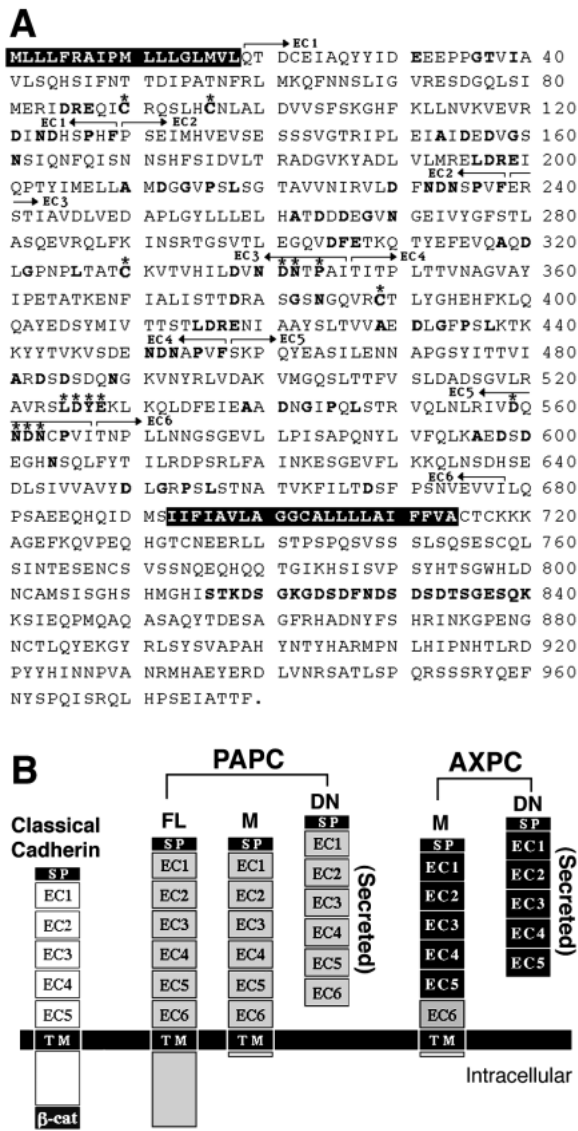 A
MLLLFRAIPM LLLGLMVLQT DCEIAQYYID EEEPPGTVIA 40
EC1
VLSQHSIFNT TDIPATNFRL MKQFNNSLIG VRESDGQLSI 80
MERIDREQIC RQSLHCNLAL DVVSFSKGHF KLLNVKVEVR 120
* *
EC1 EC2
DINDHSPHFP SEIMHVEVSE SSSVGTRIPL EIAIDEDVGS 160
NSIQNFQISN NSHFSIDVLT RADGVKYADL VLMRELDREI 200
QPTYIMELLA MDGGVPSLSG TAVVNIRVLD FNDNSPVFER 240
EC2
EC3
STIAVDLVED APLGYLLLEL HATDDDEGVN GEIVYGFSTL 280
ASQEVRQLFK INSRTGSVTL EGQVDFETKQ TYEFEVQAQD 320
* EC3 ** * EC4
LGPNPLTATC KVTVHILDVN DNTPAITITP LTTVNAGVAY 360
IPETATKENF IALISTTDRA SGSNGQVRCT LYGHEHFKLQ 400
*
QAYEDSYMIV TTSTLDRENI AAYSLTVVAE DLGFPSLKTK 440
EC4 EC5
KYYTVKVSDE NDNAPVFSKP QYEASILENN APGSYITTVI 480
ARDSDSDQNG KVNYRLVDAK VMGQSLTTFV SLDADSGVLR 520
****
AVRSLDYEKL KQLDFEIEAA DNGIPQLSTR VQLNLRIVDQ 560
EC5 *
*** EC6
NDNCPVITNP LLNNGSGEVL LPISAPQNYL VFQLKAEDSD 600
EGHNSQLFYT ILRDPSRLFA INKESGEVFL KKQLNSDHSE 640
DLSIVVAVYD LGRPSLSTNA TVKFILTDSF PSNVEVVILQ 680
EC6
PSAEEQHQID MSIIFIAVLA GGCALLLLAI FFVACTCKKK 720
AGEFKQVPEQ HGTCNEERLL STPSPQSVSS SLSQSESCQL 760
SINTESENCS VSSNQEQHQQ TGIKHSISVP SYHTSGWHLD 800
NCAMSISGHS HMGHISTKDS GKGDSDFNDS DSDTSGESQK 840
KSIEQPMQAQ ASAQYTDESA GFRHADNYFS HRINKGPENG 880
NCTLQYEKGY RLSYSVAPAH YNTYHARMPN LHIPNHTLRD 920
PYYHINNPVA NRMHAEYERD LVNRSATLSP QRSSSRYQEF 960
NYSPQISRQL HPSEIATTF.
B
PAPC AXPC
Classical Cadherin FL M DN M DN
SP SP SP SP SP SP
EC1 EC1 EC1 EC1 EC1 EC1
EC2 EC2 EC2 EC2 EC2 EC2
EC3 EC3 EC3 EC3 EC3 EC3
EC4 EC4 EC4 EC4 EC4 EC4
EC5 EC5 EC5 EC5 EC5 EC5
EC6 EC6 EC6 EC6
(Secreted) (Secreted)
TM TM TM TM
Intracellular
β-cat